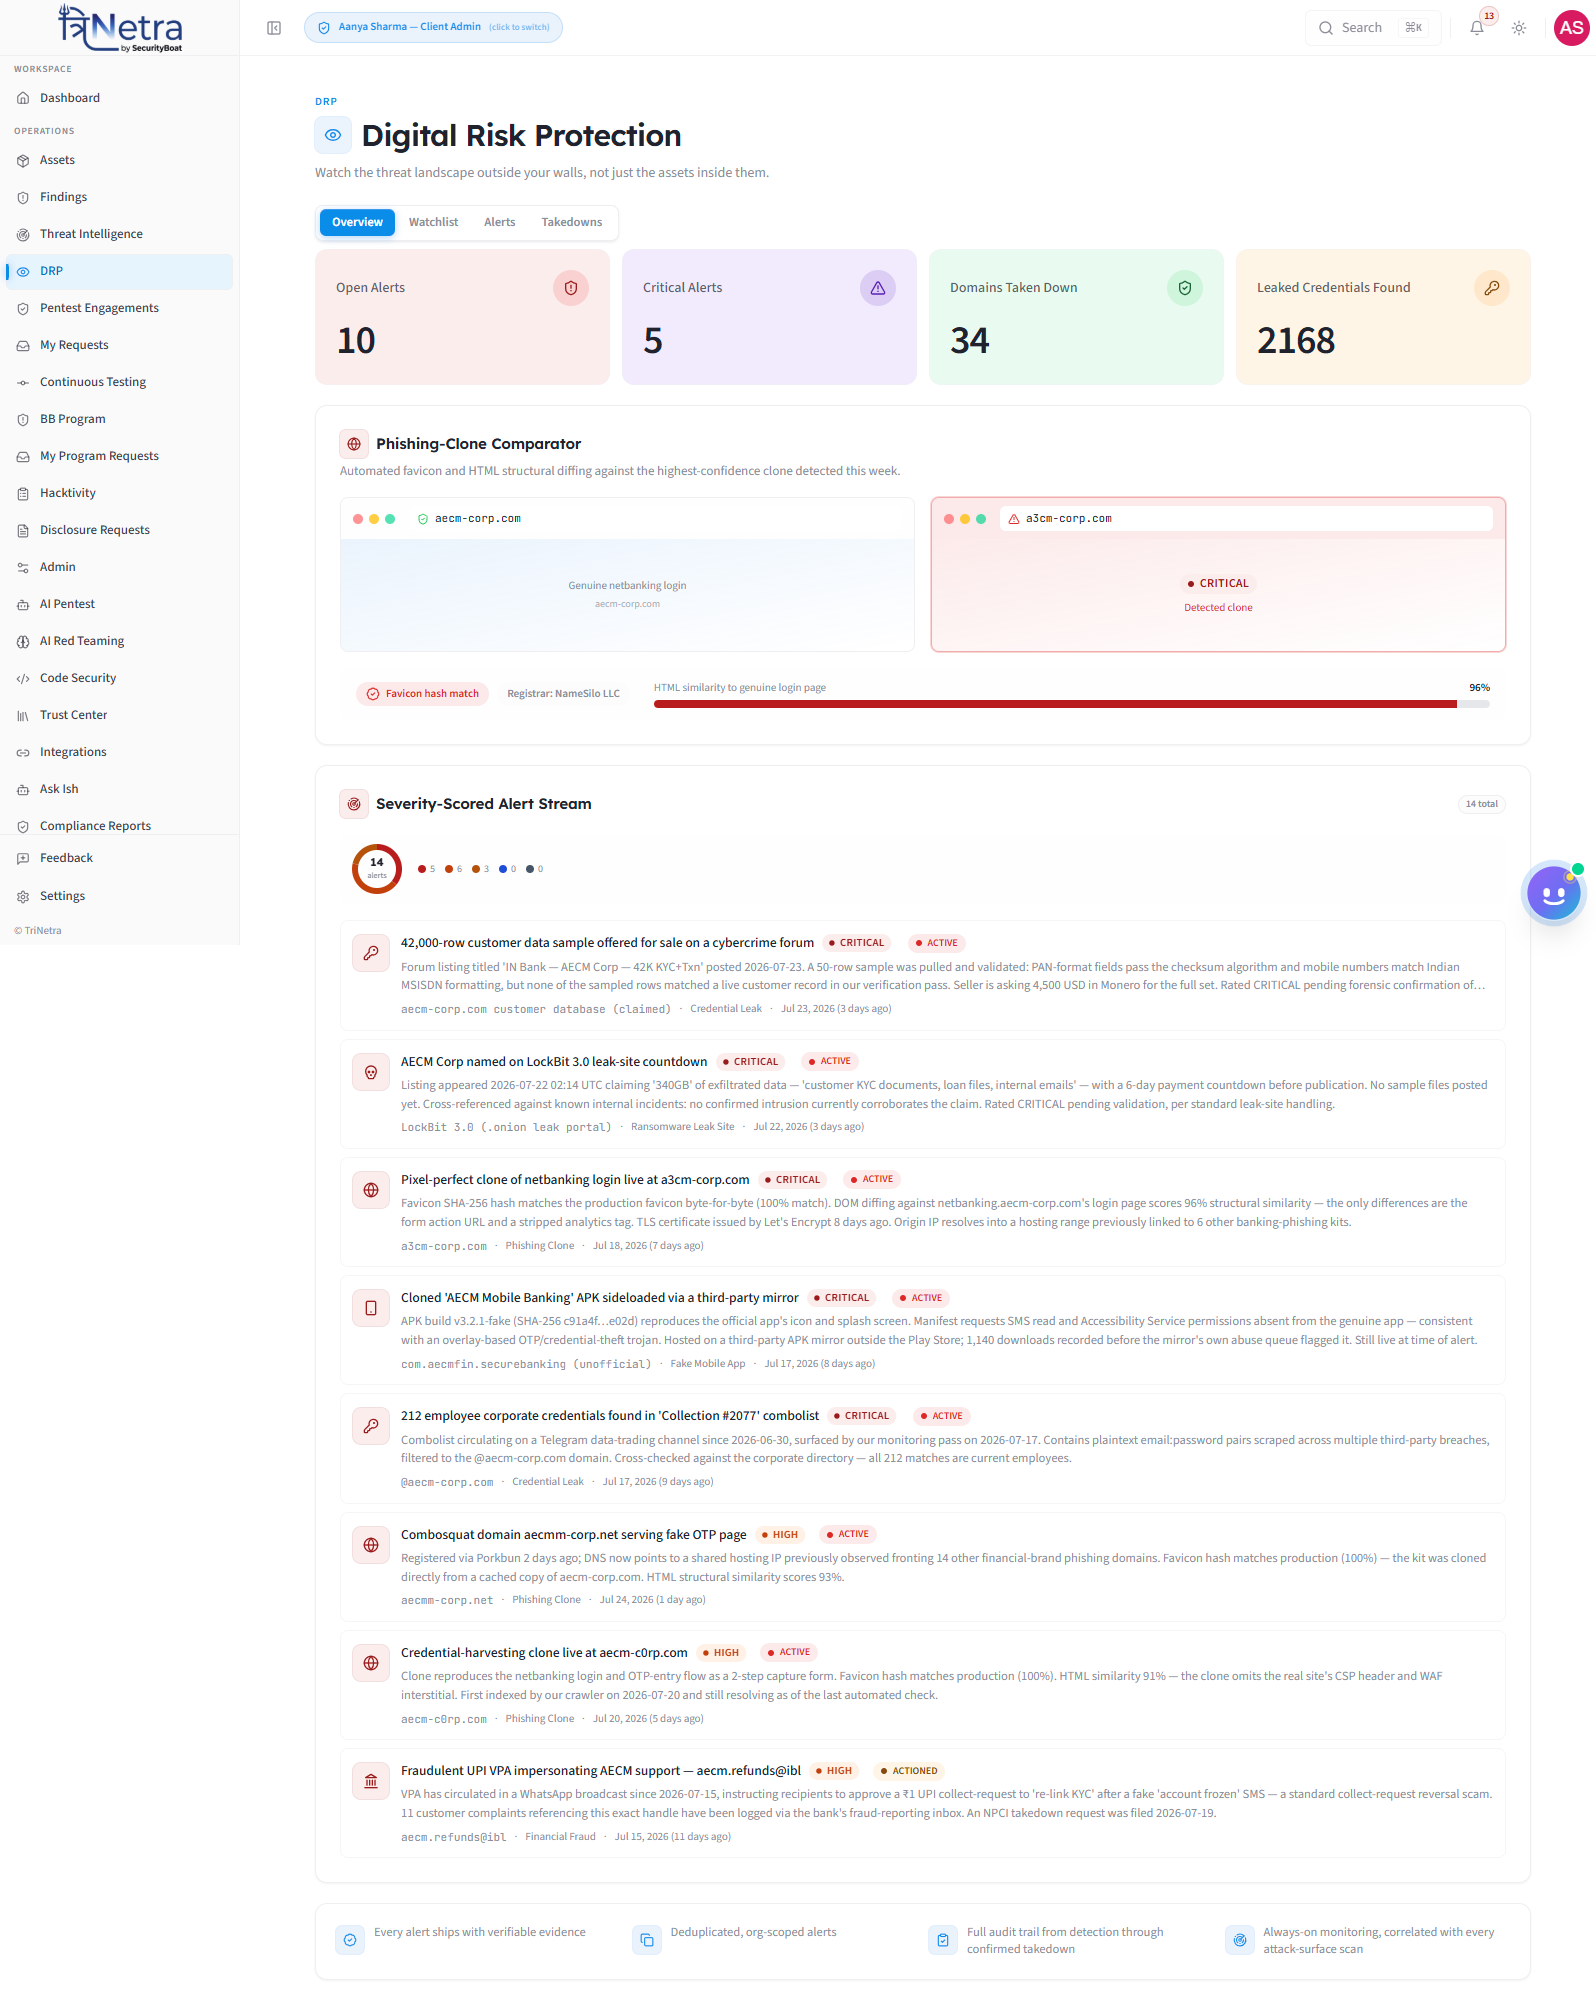 त्रिNetra
by SecurityBoat
Aanya Sharma — Client Admin (click to switch)
Search ⌘K
13
AS
WORKSPACE
Dashboard
OPERATIONS
Assets
Findings
Threat Intelligence
DRP
Pentest Engagements
My Requests
Continuous Testing
BB Program
My Program Requests
Hacktivity
Disclosure Requests
Admin
AI Pentest
AI Red Teaming
Code Security
Trust Center
Integrations
Ask Ish
Compliance Reports
Feedback
Settings
© TriNetra
DRP
Digital Risk Protection
Watch the threat landscape outside your walls, not just the assets inside them.
Overview Watchlist Alerts Takedowns
Open Alerts
10
Critical Alerts
5
Domains Taken Down
34
Leaked Credentials Found
2168
Phishing-Clone Comparator
Automated favicon and HTML structural diffing against the highest-confidence clone detected this week.
aecm-corp.com
Genuine netbanking login
aecm-corp.com
a3cm-corp.com
CRITICAL
Detected clone
Favicon hash match
Registrar: NameSilo LLC
HTML similarity to genuine login page 96%
Severity-Scored Alert Stream
14 total
14
alerts
5 6 3 0 0
42,000-row customer data sample offered for sale on a cybercrime forum CRITICAL ACTIVE
Forum listing titled 'IN Bank — AECM Corp — 42K KYC+Txn' posted 2026-07-23. A 50-row sample was pulled and validated: PAN-format fields pass the checksum algorithm and mobile numbers match Indian
MSISDN formatting, but none of the sampled rows matched a live customer record in our verification pass. Seller is asking 4,500 USD in Monero for the full set. Rated CRITICAL pending forensic confirmation of…
aecm-corp.com customer database (claimed) · Credential Leak · Jul 23, 2026 (3 days ago)
AECM Corp named on LockBit 3.0 leak-site countdown CRITICAL ACTIVE
Listing appeared 2026-07-22 02:14 UTC claiming '340GB' of exfiltrated data — 'customer KYC documents, loan files, internal emails' — with a 6-day payment countdown before publication. No sample files posted
yet. Cross-referenced against known internal incidents: no confirmed intrusion currently corroborates the claim. Rated CRITICAL pending validation, per standard leak-site handling.
LockBit 3.0 (.onion leak portal) · Ransomware Leak Site · Jul 22, 2026 (3 days ago)
Pixel-perfect clone of netbanking login live at a3cm-corp.com CRITICAL ACTIVE
Favicon SHA-256 hash matches the production favicon byte-for-byte (100% match). DOM diffing against netbanking.aecm-corp.com's login page scores 96% structural similarity — the only differences are the
form action URL and a stripped analytics tag. TLS certificate issued by Let's Encrypt 8 days ago. Origin IP resolves into a hosting range previously linked to 6 other banking-phishing kits.
a3cm-corp.com · Phishing Clone · Jul 18, 2026 (7 days ago)
Cloned 'AECM Mobile Banking' APK sideloaded via a third-party mirror CRITICAL ACTIVE
APK build v3.2.1-fake (SHA-256 c91a4f…e02d) reproduces the official app's icon and splash screen. Manifest requests SMS read and Accessibility Service permissions absent from the genuine app — consistent
with an overlay-based OTP/credential-theft trojan. Hosted on a third-party APK mirror outside the Play Store; 1,140 downloads recorded before the mirror's own abuse queue flagged it. Still live at time of alert.
com.aecmfin.securebanking (unofficial) · Fake Mobile App · Jul 17, 2026 (8 days ago)
212 employee corporate credentials found in 'Collection #2077' combolist CRITICAL ACTIVE
Combolist circulating on a Telegram data-trading channel since 2026-06-30, surfaced by our monitoring pass on 2026-07-17. Contains plaintext email:password pairs scraped across multiple third-party breaches,
filtered to the @aecm-corp.com domain. Cross-checked against the corporate directory — all 212 matches are current employees.
@aecm-corp.com · Credential Leak · Jul 17, 2026 (9 days ago)
Combosquat domain aecmm-corp.net serving fake OTP page HIGH ACTIVE
Registered via Porkbun 2 days ago; DNS now points to a shared hosting IP previously observed fronting 14 other financial-brand phishing domains. Favicon hash matches production (100%) — the kit was cloned
directly from a cached copy of aecm-corp.com. HTML structural similarity scores 93%.
aecmm-corp.net · Phishing Clone · Jul 24, 2026 (1 day ago)
Credential-harvesting clone live at aecm-c0rp.com HIGH ACTIVE
Clone reproduces the netbanking login and OTP-entry flow as a 2-step capture form. Favicon hash matches production (100%). HTML similarity 91% — the clone omits the real site's CSP header and WAF
interstitial. First indexed by our crawler on 2026-07-20 and still resolving as of the last automated check.
aecm-c0rp.com · Phishing Clone · Jul 20, 2026 (5 days ago)
Fraudulent UPI VPA impersonating AECM support — aecm.refunds@ibl HIGH ACTIONED
VPA has circulated in a WhatsApp broadcast since 2026-07-15, instructing recipients to approve a ₹1 UPI collect-request to 're-link KYC' after a fake 'account frozen' SMS — a standard collect-request reversal scam.
11 customer complaints referencing this exact handle have been logged via the bank's fraud-reporting inbox. An NPCI takedown request was filed 2026-07-19.
aecm.refunds@ibl · Financial Fraud · Jul 15, 2026 (11 days ago)
Every alert ships with verifiable evidence
Deduplicated, org-scoped alerts
Full audit trail from detection through
confirmed takedown
Always-on monitoring, correlated with every
attack-surface scan